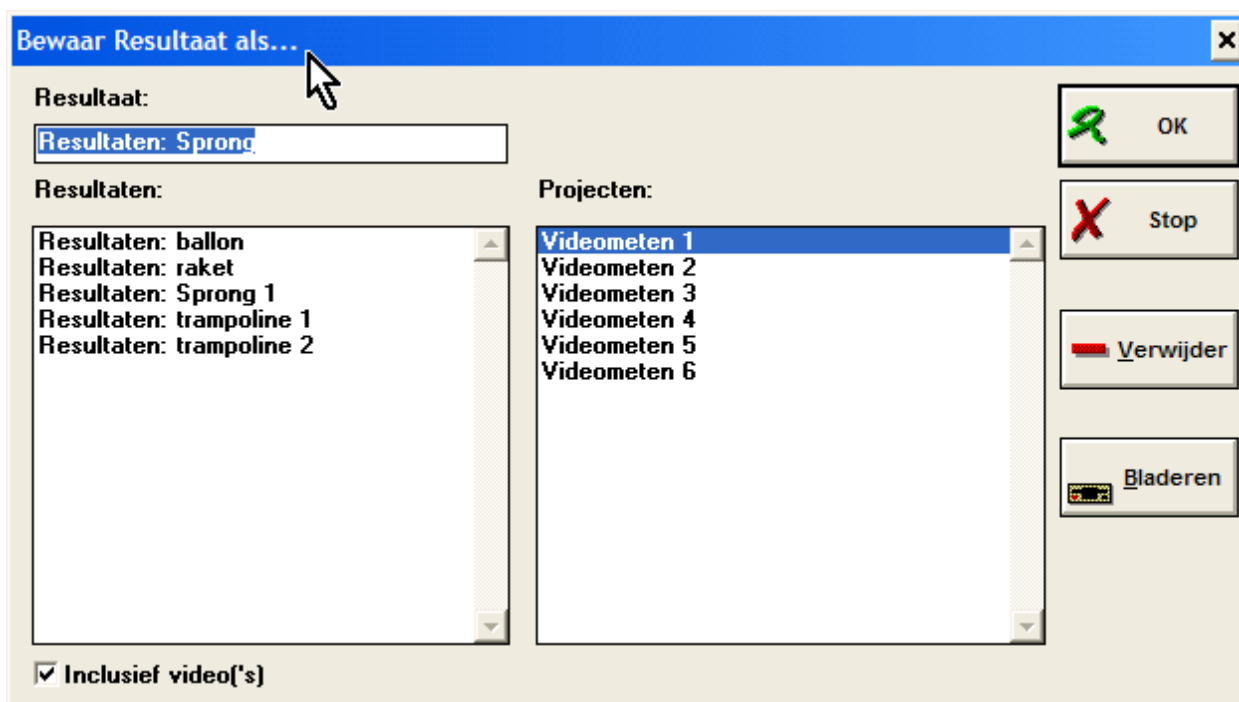 Bewaar Resultaat als...
Resultaat:
Resultaten: Sprong
Resultaten:
Resultaten: ballon
Resultaten: raket
Resultaten: Sprong 1
Resultaten: trampoline 1
Resultaten: trampoline 2
Projecten:
Videometen 1
Videometen 2
Videometen 3
Videometen 4
Videometen 5
Videometen 6
OK
Stop
Verwijder
Bladeren
Inclusief video('s)